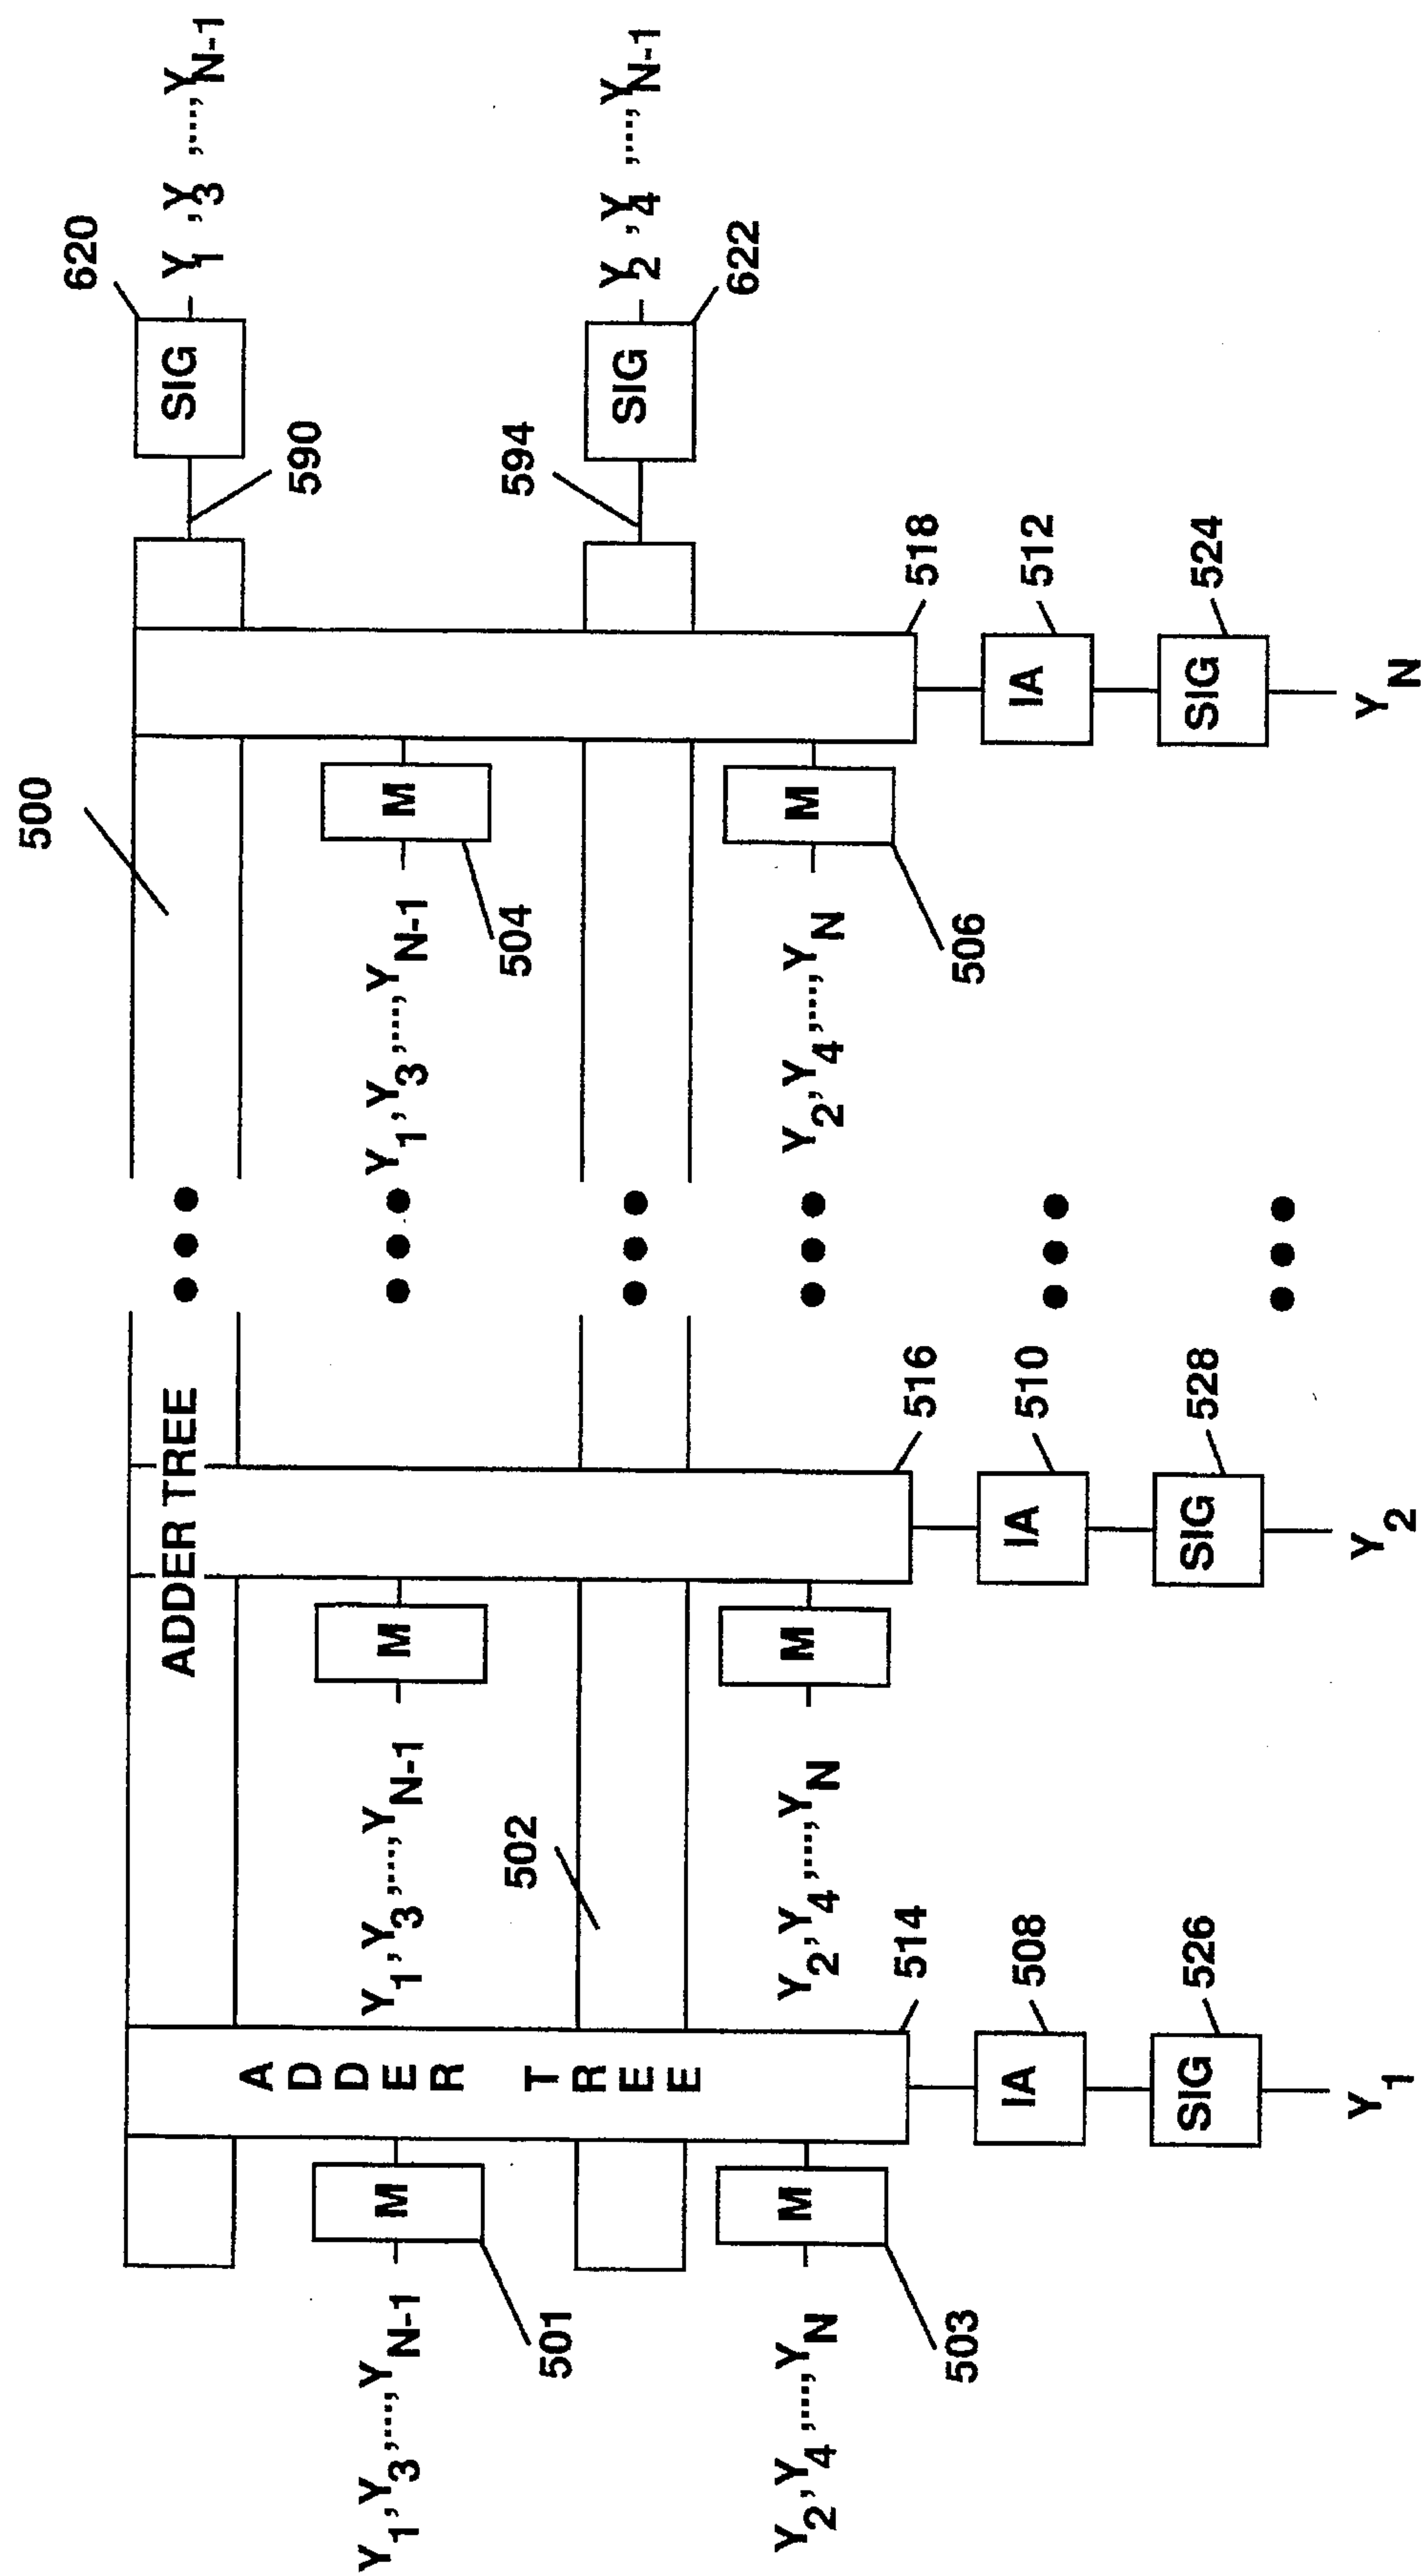 500
620
ADDER TREE
SIG
Y1,Y3,...,YN-1
590
Y1,Y3,...,YN-1
M
501
Y1,Y3,...,YN-1
M
Y1,Y3,...,YN-1
M
504
ADDER TREE
502
594
SIG
Y2,Y4,...,YN-1
622
Y2,Y4,...,YN
M
503
Y2,Y4,...,YN
M
Y2,Y4,...,YN
M
506
514
516
518
IA
508
IA
510
IA
512
SIG
526
SIG
528
SIG
524
Y1
Y2
YN